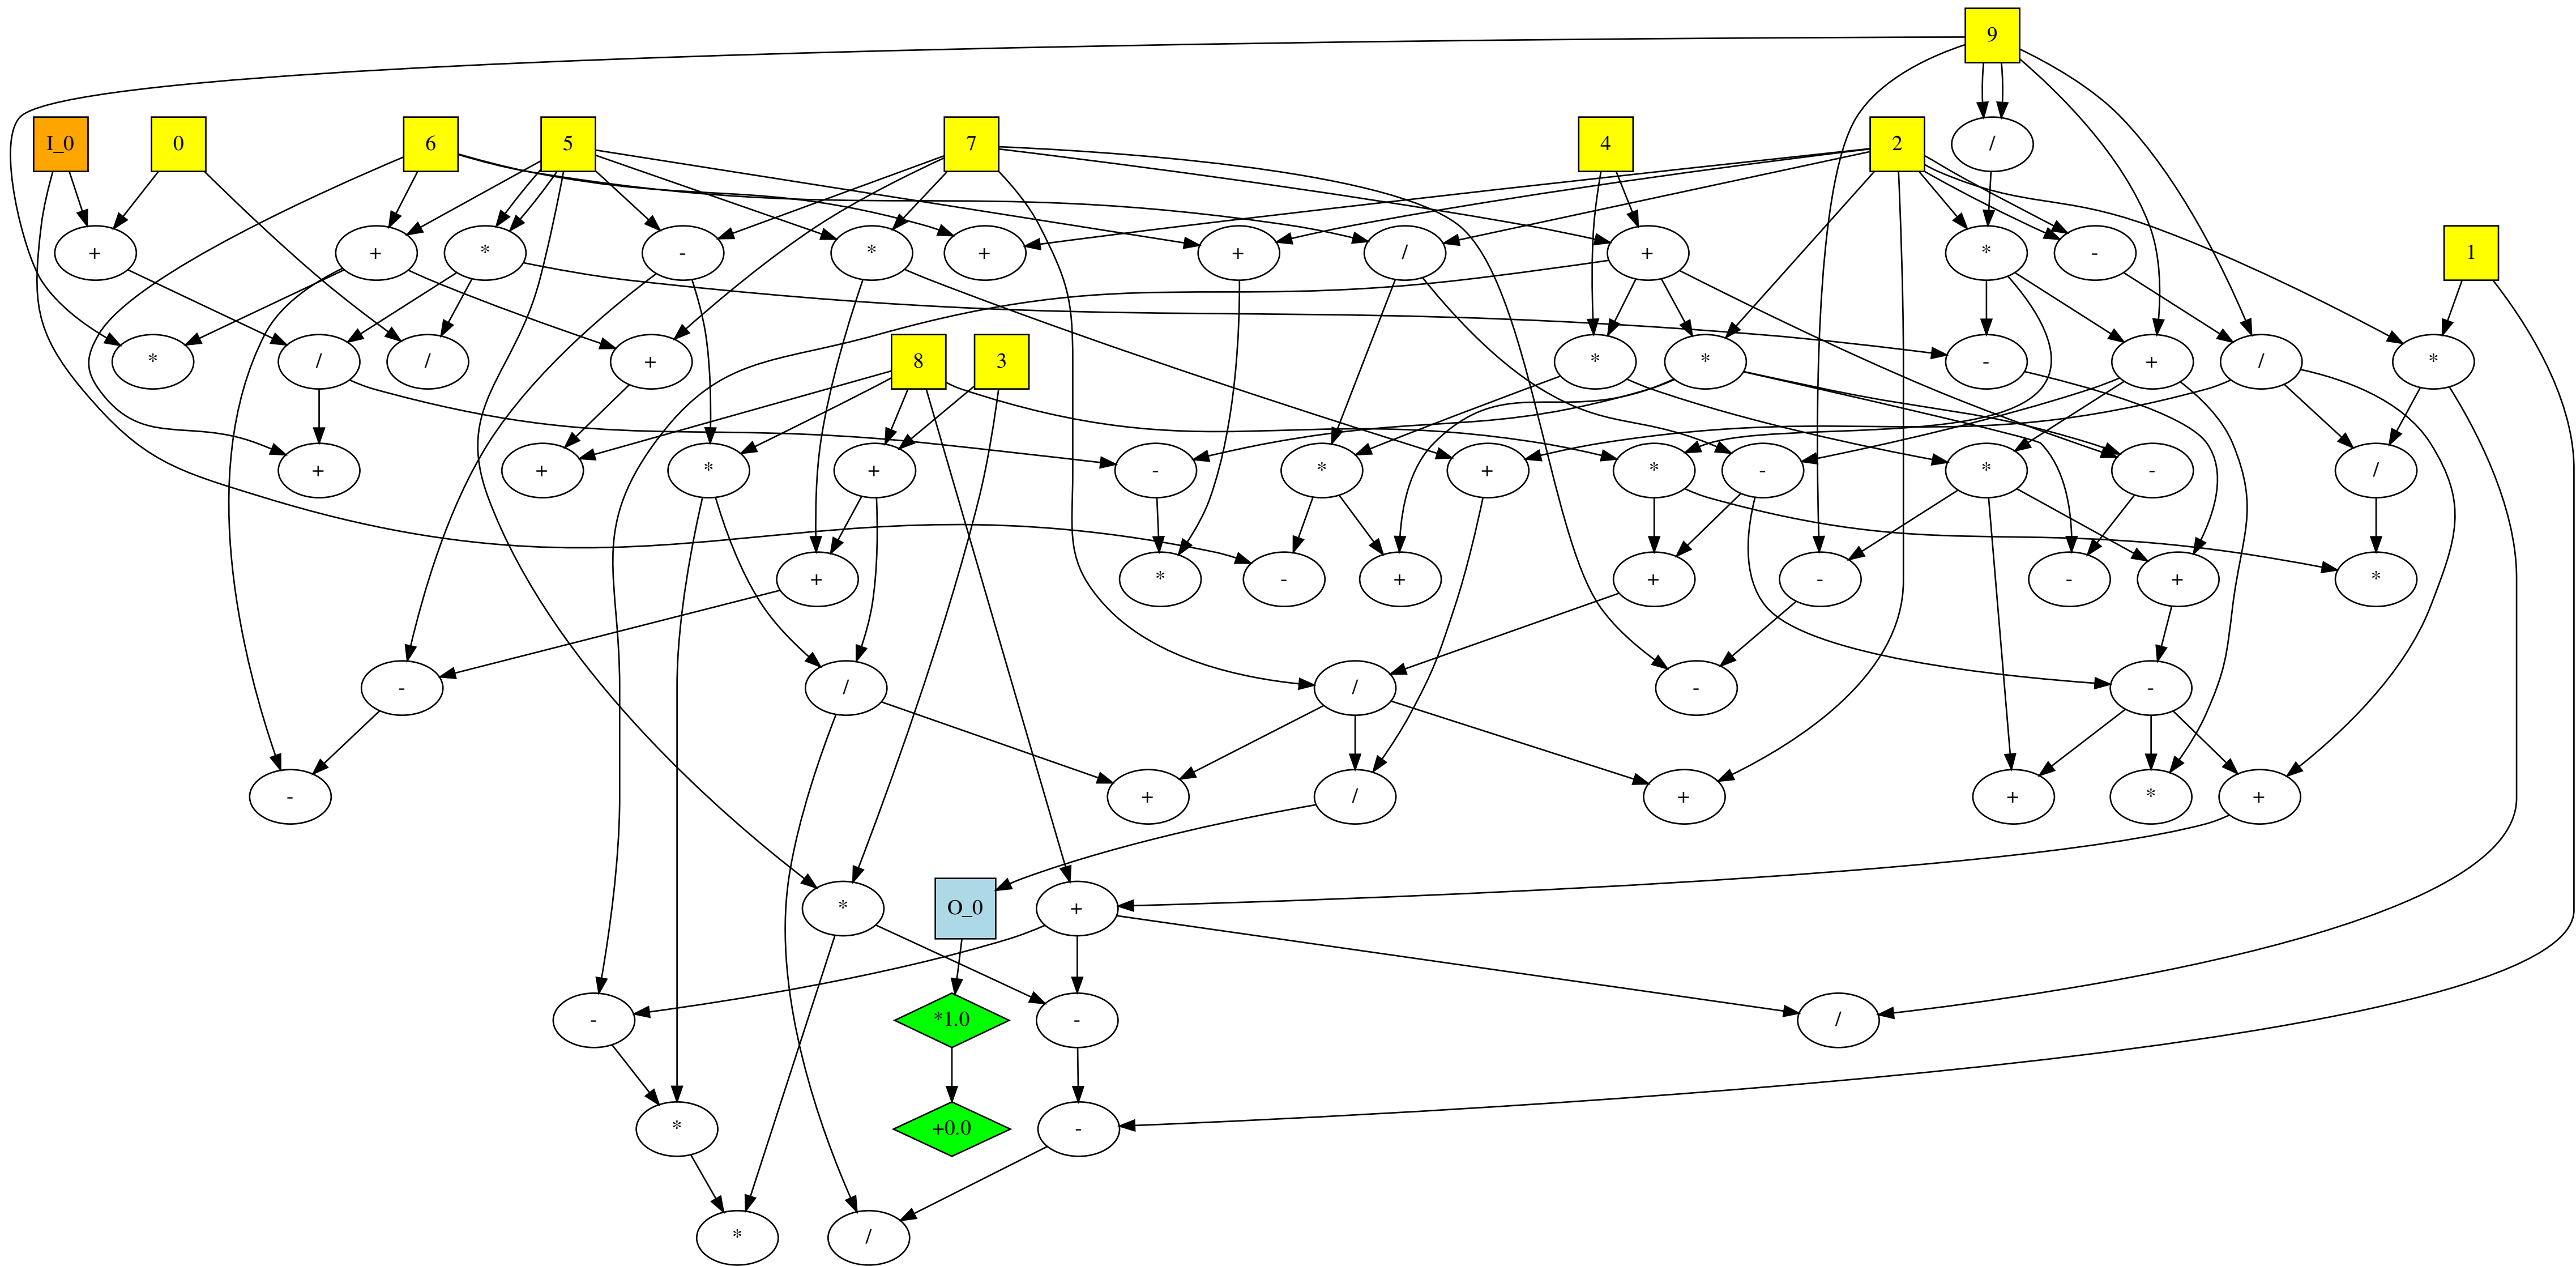 9
I_0 0 6 5 7 4 2 /
+ + * - * + + / + * - 1
* / / + 8 3 * * - + / *
+ + * + - * + * - * - /
+ * - + + - - + *
- / / - -
- + / + + * +
* O_0 +
- *1.0 - /
* +0.0 -
* /